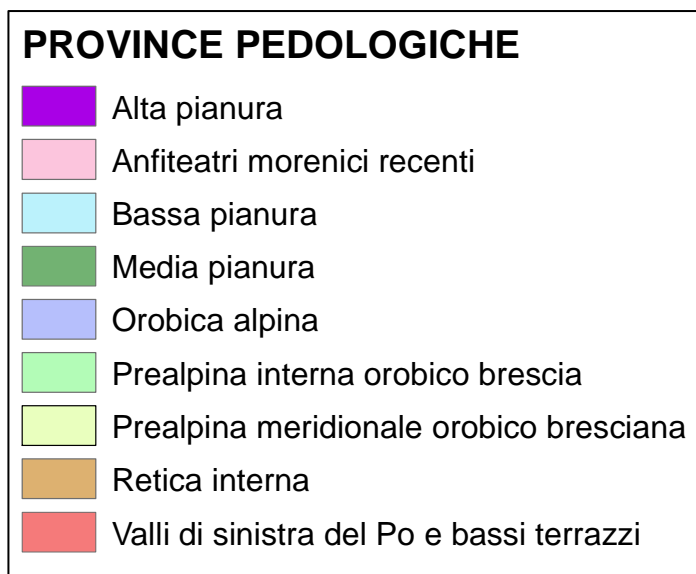 PROVINCE PEDOLOGICHE
Alta pianura
Anfiteatri morenici recenti
Bassa pianura
Media pianura
Orobica alpina
Prealpina interna orobico brescia
Prealpina meridionale orobico bresciana
Retica interna
Valli di sinistra del Po e bassi terrazzi